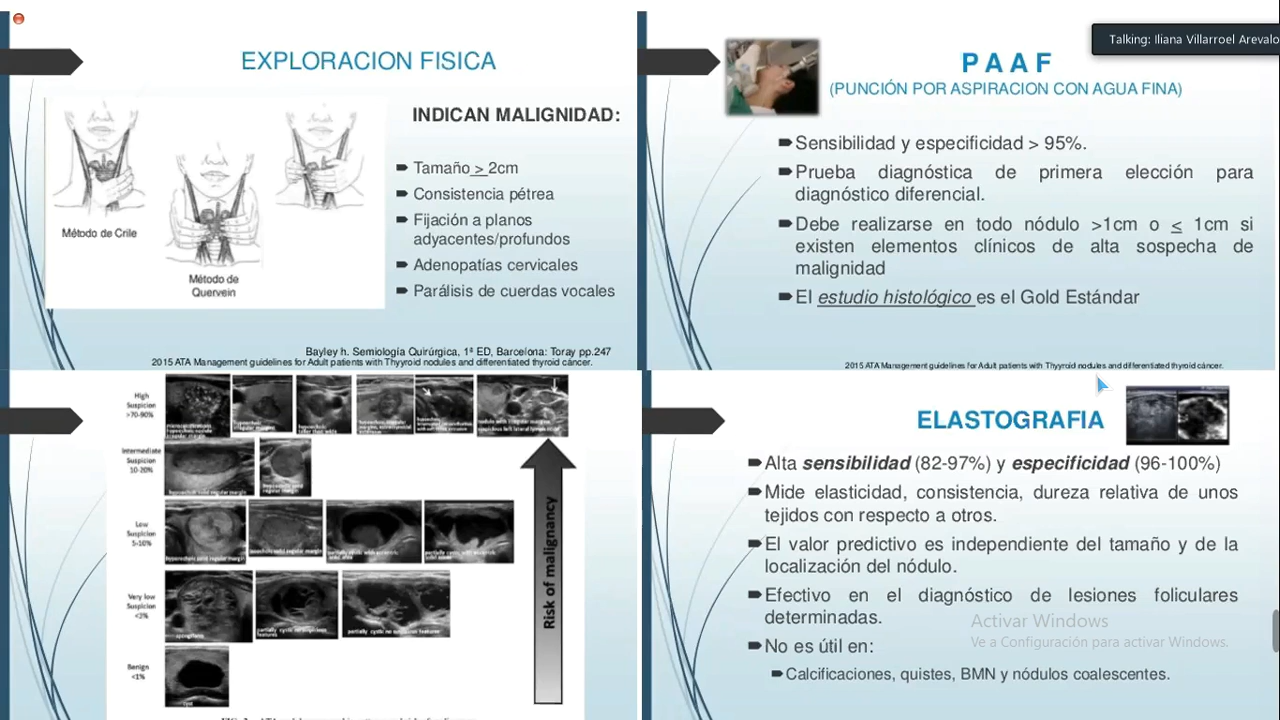 Talking: Iliana Villarroel Arevalo
EXPLORACION FISICA
INDICAN MALIGNIDAD:
Tamaño > 2cm
Consistencia pétrea
Fijación a planos
adyacentes/profundos
Adenopatías cervicales
Parálisis de cuerdas vocales
Método de Crile
Método de
Quervein
Bayley h. Semiología Quirúrgica, 1ª ED, Barcelona: Toray pp.247
2015 ATA Management guidelines for Adult patients with Thyyroid nodules and differentiated thyroid cáncer.
P A A F
(PUNCIÓN POR ASPIRACION CON AGUA FINA)
Sensibilidad y especificidad > 95%.
Prueba diagnóstica de primera elección para
diagnóstico diferencial.
Debe realizarse en todo nódulo >1cm o < 1cm si
existen elementos clínicos de alta sospecha de
malignidad
El estudio histológico es el Gold Estándar
2015 ATA Management guidelines for Adult patients with Thyyroid nodules and differentiated thyroid cáncer.
High
Suspicion
>70-90%
Intermediate
Suspicion
10-20%
Low
Suspicion
5-10%
Very low
Suspicion
<3%
Benign
<1%
Risk of malignancy
ELASTOGRAFIA
Alta sensibilidad (82-97%) y especificidad (96-100%)
Mide elasticidad, consistencia, dureza relativa de unos
tejidos con respecto a otros.
El valor predictivo es independiente del tamaño y de la
localización del nódulo.
Efectivo en el diagnóstico de lesiones foliculares
determinadas.
No es útil en:
Calcificaciones, quistes, BMN y nódulos coalescentes.
Activar Windows
Ve a Configuración para activar Windows.